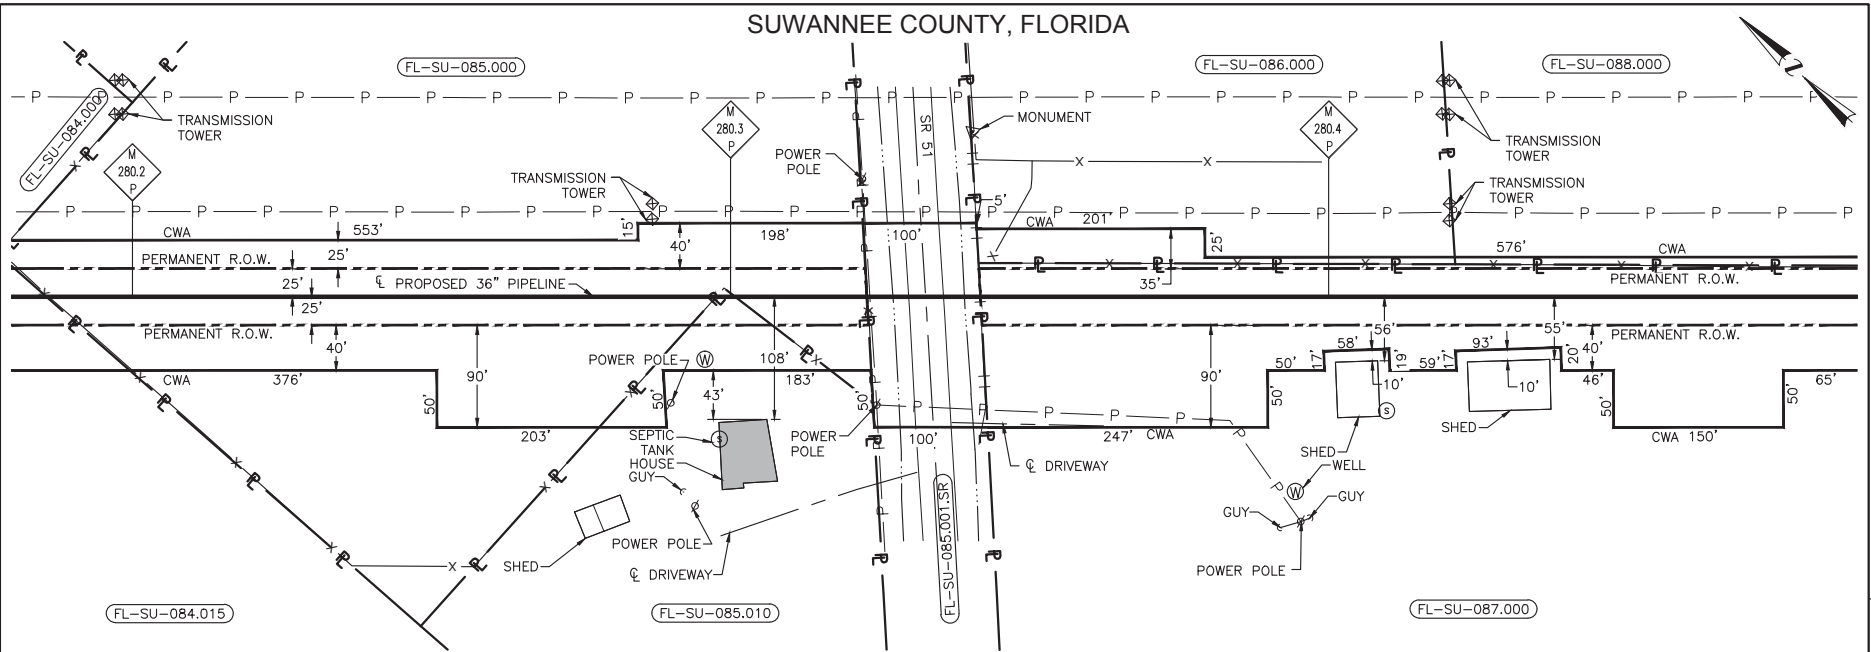 SUWANNEE COUNTY, FLORIDA
FL-SU-084.000
FL-SU-085.000
FL-SU-086.000
FL-SU-088.000
TRANSMISSION
TOWER
M
280.2
P
TRANSMISSION
TOWER
M
280.3
P
POWER
POLE
SR 51
MONUMENT
M
280.4
P
TRANSMISSION
TOWER
TRANSMISSION
TOWER
5'
CWA
553'
15'
40'
198'
100'
CWA
201'
25'
576'
CWA
PERMANENT R.O.W.
25'
25'
℄ PROPOSED 36" PIPELINE
35'
PERMANENT R.O.W.
25'
PERMANENT R.O.W.
40'
CWA
376'
90'
50'
203'
50'
POWER POLE
W
108'
183'
43'
50'
100'
90'
247'
CWA
50'
50'
17'
58'
56'
19'
10'
59'
17'
93'
55'
20'
10'
40'
46'
50'
CWA 150'
50'
65'
PERMANENT R.O.W.
SEPTIC
TANK
S
HOUSE
GUY
POWER
POLE
℄ DRIVEWAY
S
SHED
SHED
WELL
W
GUY
GUY
POWER POLE
SHED
POWER POLE
℄ DRIVEWAY
FL-SU-085.001.SR
FL-SU-084.015
FL-SU-085.010
FL-SU-087.000